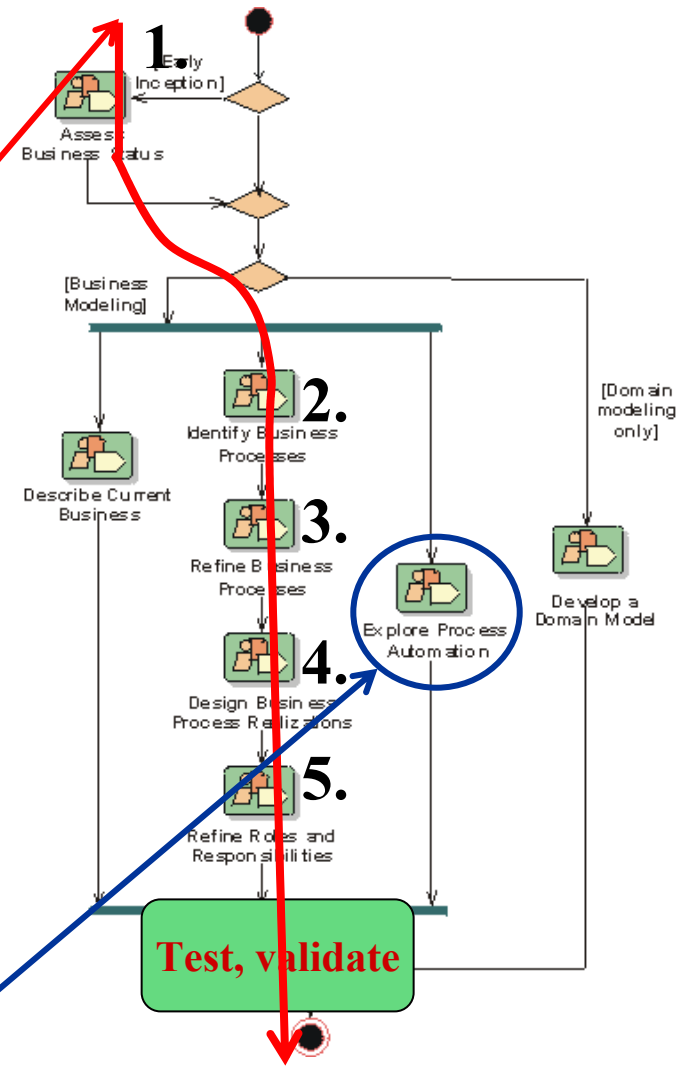 1.
[Early
Inception]
Assess
Business Status
[Business
Modeling]
[Domain
modeling
only]
2.
Identify Business
Processes
Describe Current
Business
3.
Refine Business
Processes
Explore Process
Automation
Develop a
Domain Model
4.
Design Business
Process Realizations
5.
Refine Roles and
Responsibilities
Test, validate